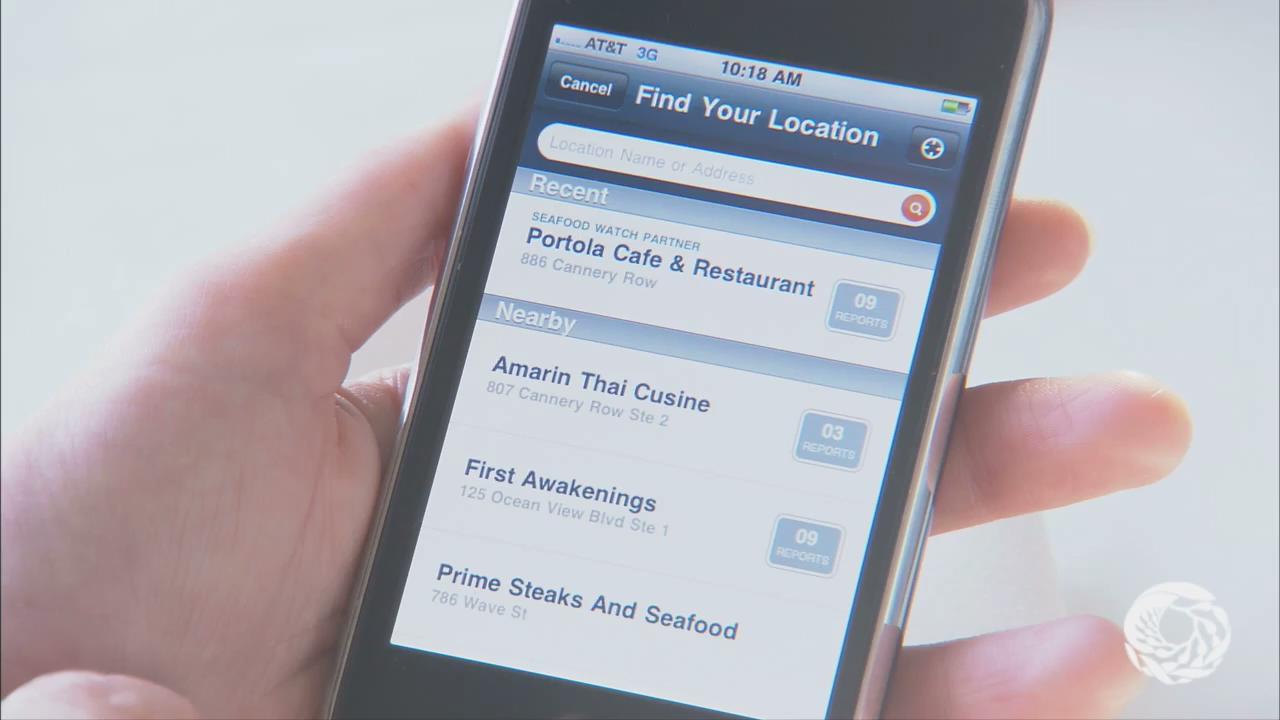 AT&T 3G 10:18 AM
Cancel Find Your Location
Location Name or Address
Recent
SEAFOOD WATCH PARTNER
Portola Cafe & Restaurant
886 Cannery Row
09
REPORTS
Nearby
Amarin Thai Cusine
807 Cannery Row Ste 2
03
REPORTS
First Awakenings
125 Ocean View Blvd Ste 1
09
REPORTS
Prime Steaks And Seafood
786 Wave St